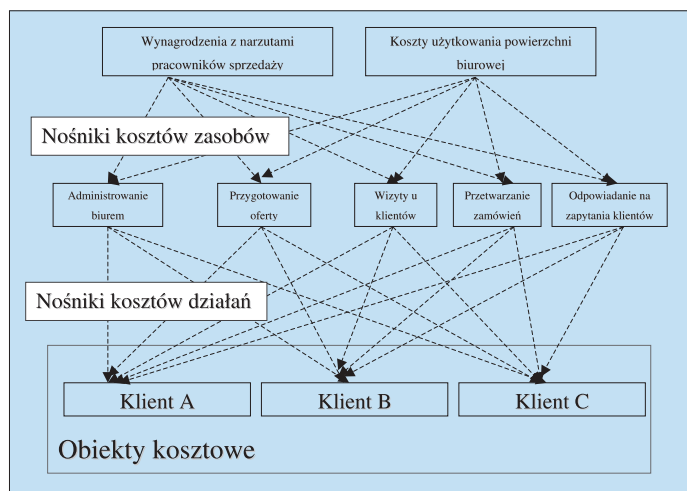 Wynagrodzenia z narzutami
pracowników sprzedaży
Koszty użytkowania powierzchni
biurowej
Nośniki kosztów zasobów
Administrowanie
biurem
Przygotowanie
oferty
Wizyty u
klientów
Przetwarzanie
zamówień
Odpowiadanie na
zapytania klientów
Nośniki kosztów działań
Klient A
Klient B
Klient C
Obiekty kosztowe